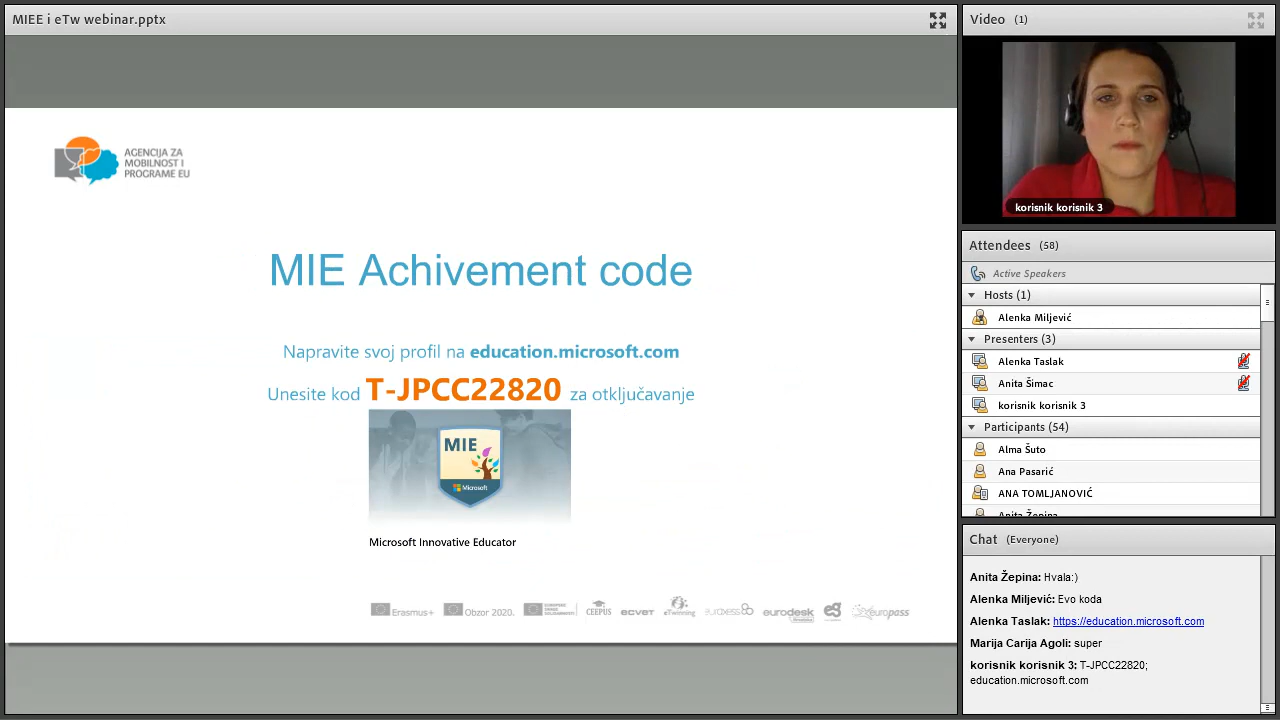 MIEE i eTw webinar.pptx
AGENCIJA ZA
MOBILNOST I
PROGRAME EU
MIE Achivement code
Napravite svoj profil na education.microsoft.com
Unesite kod T-JPCC22820 za otključavanje
MIE
Microsoft
Microsoft Innovative Educator
Erasmus+
Obzor 2020.
CEEPUS
ecvet
eTwinning
euraxess
eurodesk
europass
Video (1)
korisnik korisnik 3
Attendees (58)
Active Speakers
Hosts (1)
Alenka Miljević
Presenters (3)
Alenka Taslak
Anita Šimac
korisnik korisnik 3
Participants (54)
Alma Šuto
Ana Pasarić
ANA TOMLJANOVIĆ
Anita Žepina
Chat (Everyone)
Anita Žepina: Hvala:)
Alenka Miljević: Evo koda
Alenka Taslak: https://education.microsoft.com
Marija Carija Agoli: super
korisnik korisnik 3: T-JPCC22820;
education.microsoft.com